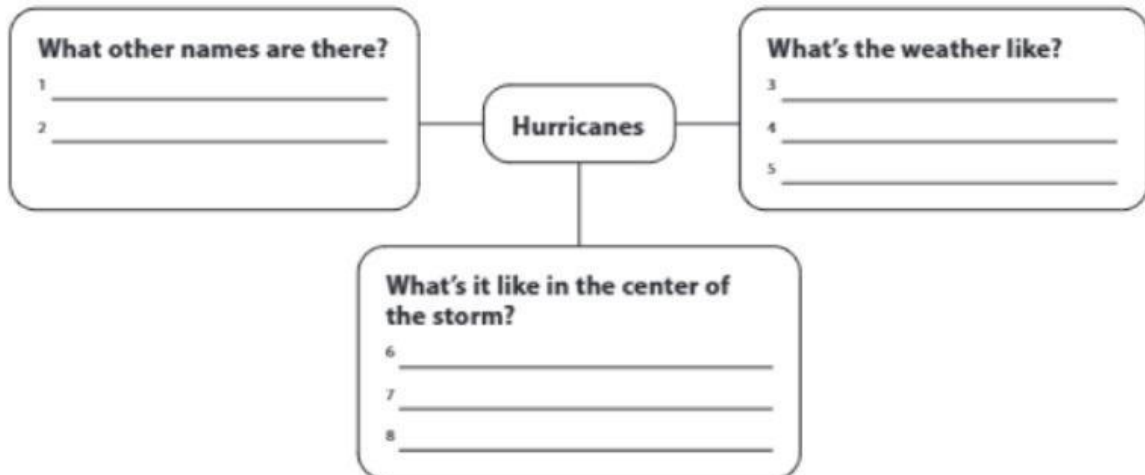 What other names are there?
1
2
Hurricanes
What's the weather like?
3
4
5
What's it like in the center of
the storm?
6
7
8